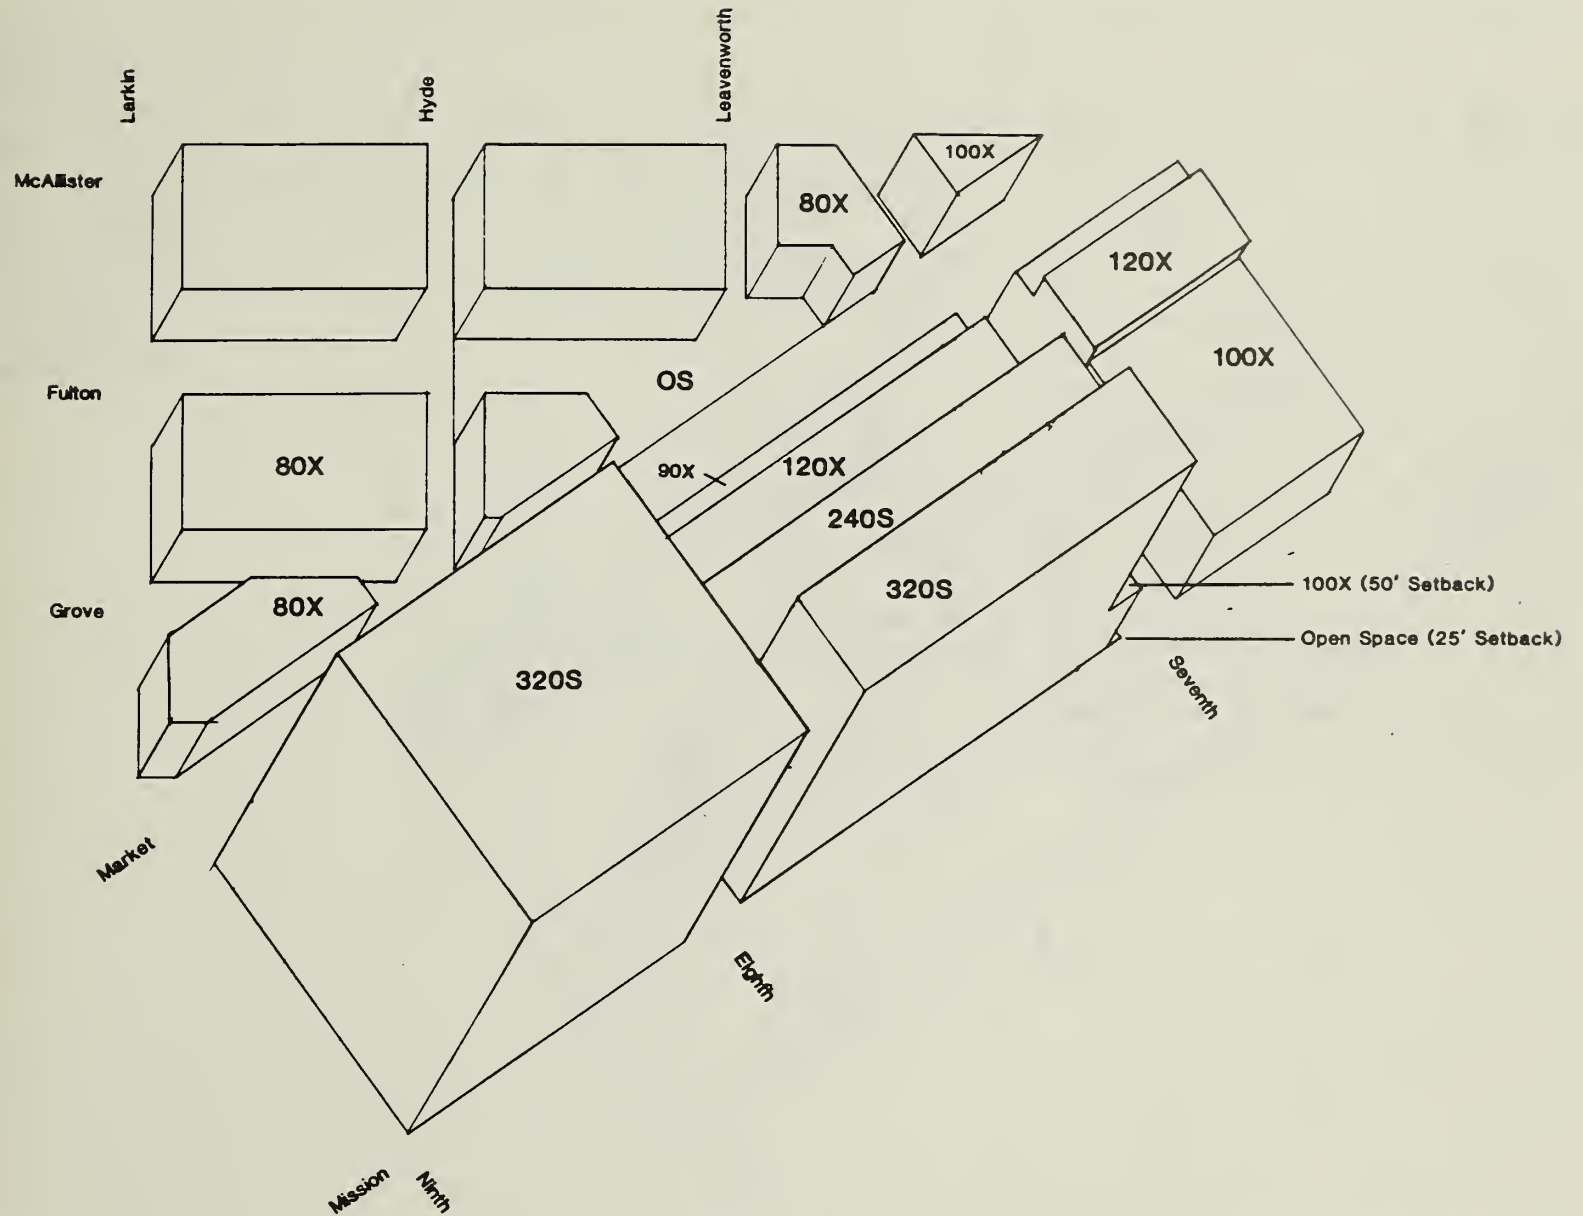 Larkin
Hyde
Leavenworth
McAllister
100X
80X
120X
100X
Fulton
OS
80X
90X
120X
240S
320S
100X (50' Setback)
Grove
80X
Open Space (25' Setback)
320S
Seventh
Market
Eighth
Mission
Ninth